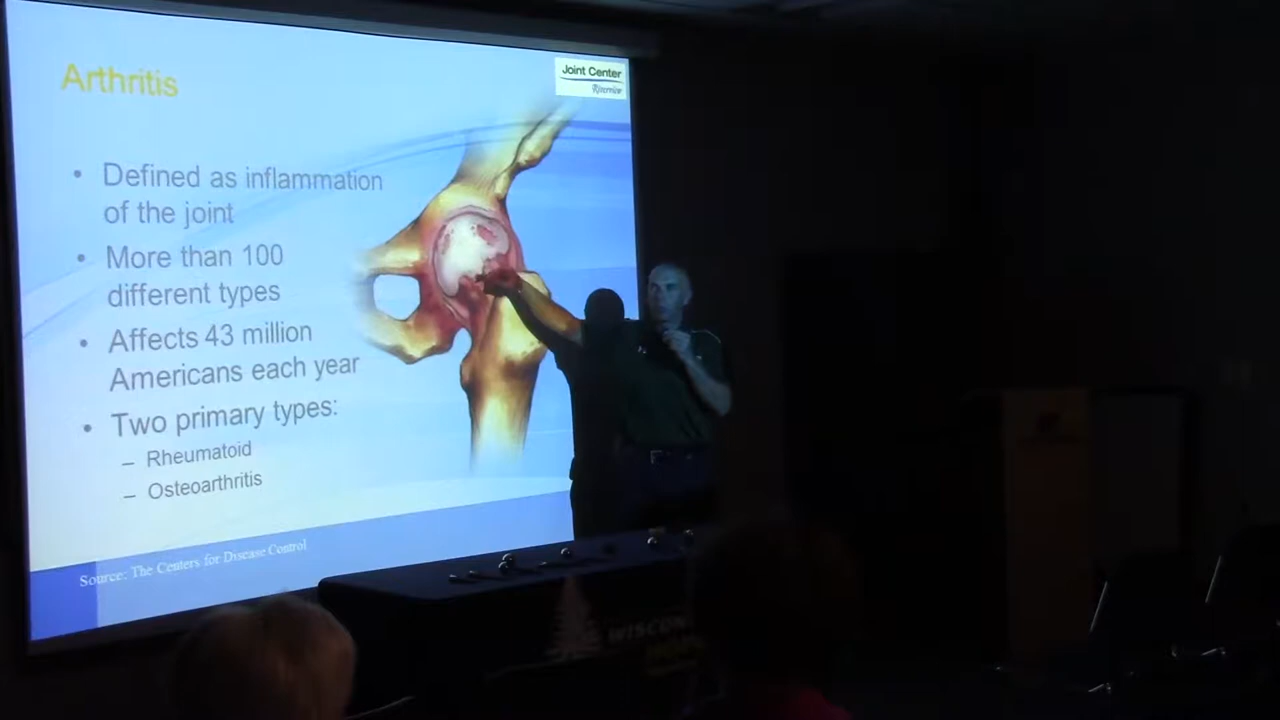 Arthritis
Joint Center
Riverview
• Defined as inflammation
of the joint
• More than 100
different types
• Affects 43 million
Americans each year
• Two primary types:
– Rheumatoid
– Osteoarthritis
Source: The Centers for Disease Control